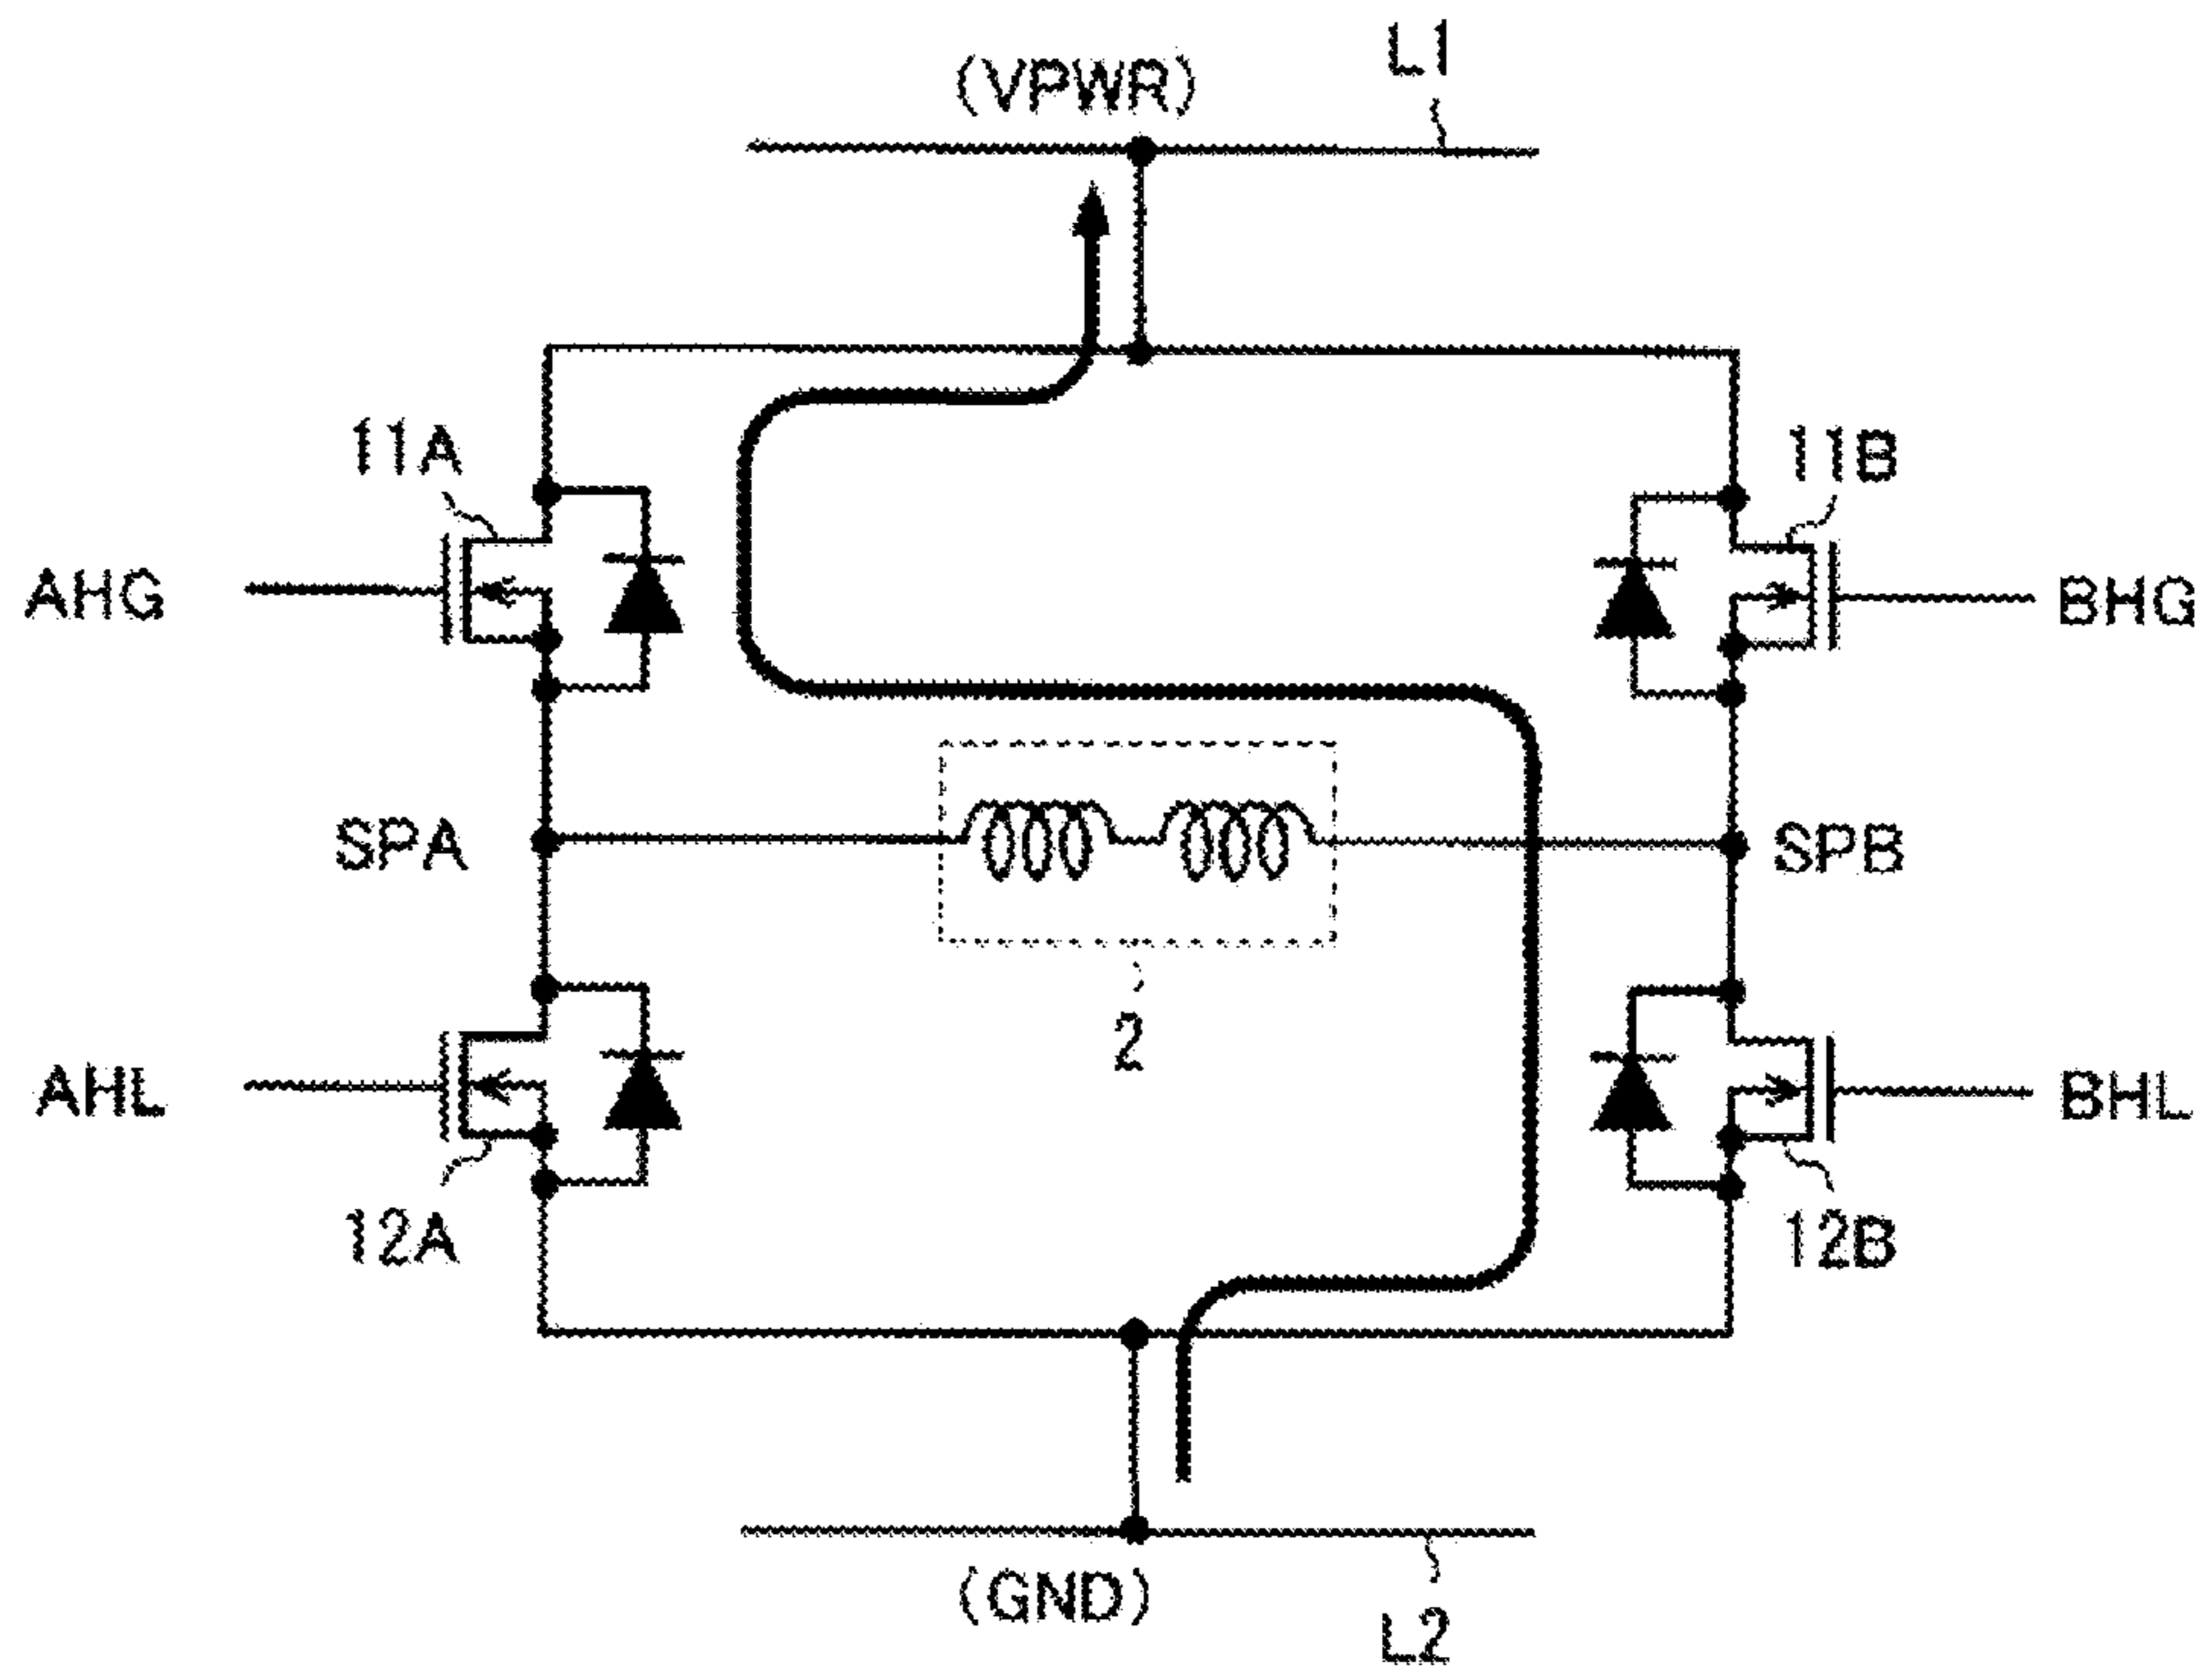 L1
(VPWR)
11A
11B
AHG
BHG
SPA
SPB
2
AHL
BHL
12A
12B
(GND)
L2